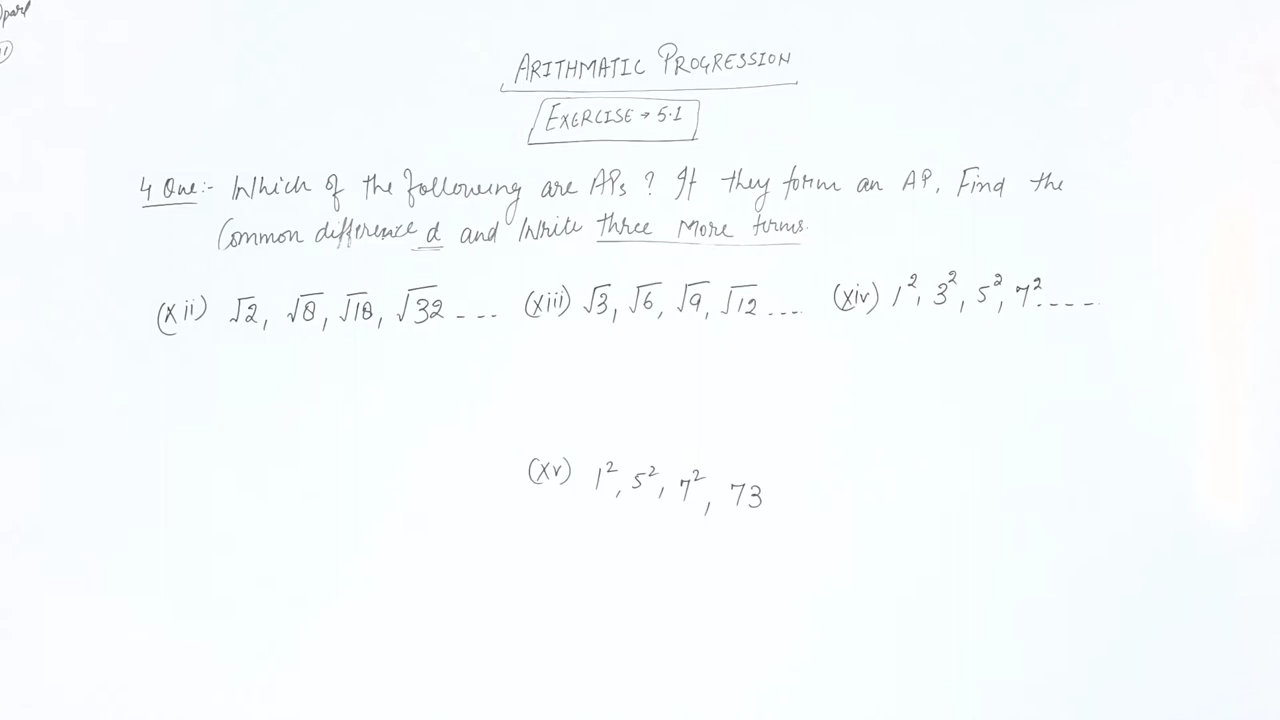 ARITHMATIC PROGRESSION
EXERCISE → 5.1
4 Que:- Which of the following are APs ? If they form an AP, Find the
Common difference d and Write three More terms.
(xii) √2, √8, √18, √32 --- (xiii) √3, √6, √9, √12 ... (xiv) 1², 3², 5², 7² -----
(xv) 1², 5², 7², 73